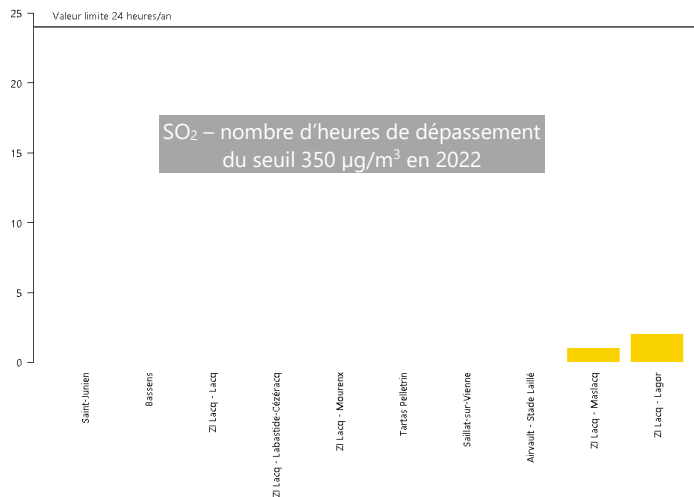 25
Valeur limite 24 heures/an
20
SO₂ – nombre d'heures de dépassement
du seuil 350 µg/m³ en 2022
15
10
5
0
Saint-Junien
Bassens
ZI Lacq - Lacq
ZI Lacq - Labastide-Cézéracq
ZI Lacq - Mourenx
Tartas Pelletrin
Saillat-sur-Vienne
Airvault - Stade Laillé
ZI Lacq - Maslacq
ZI Lacq - Lagor